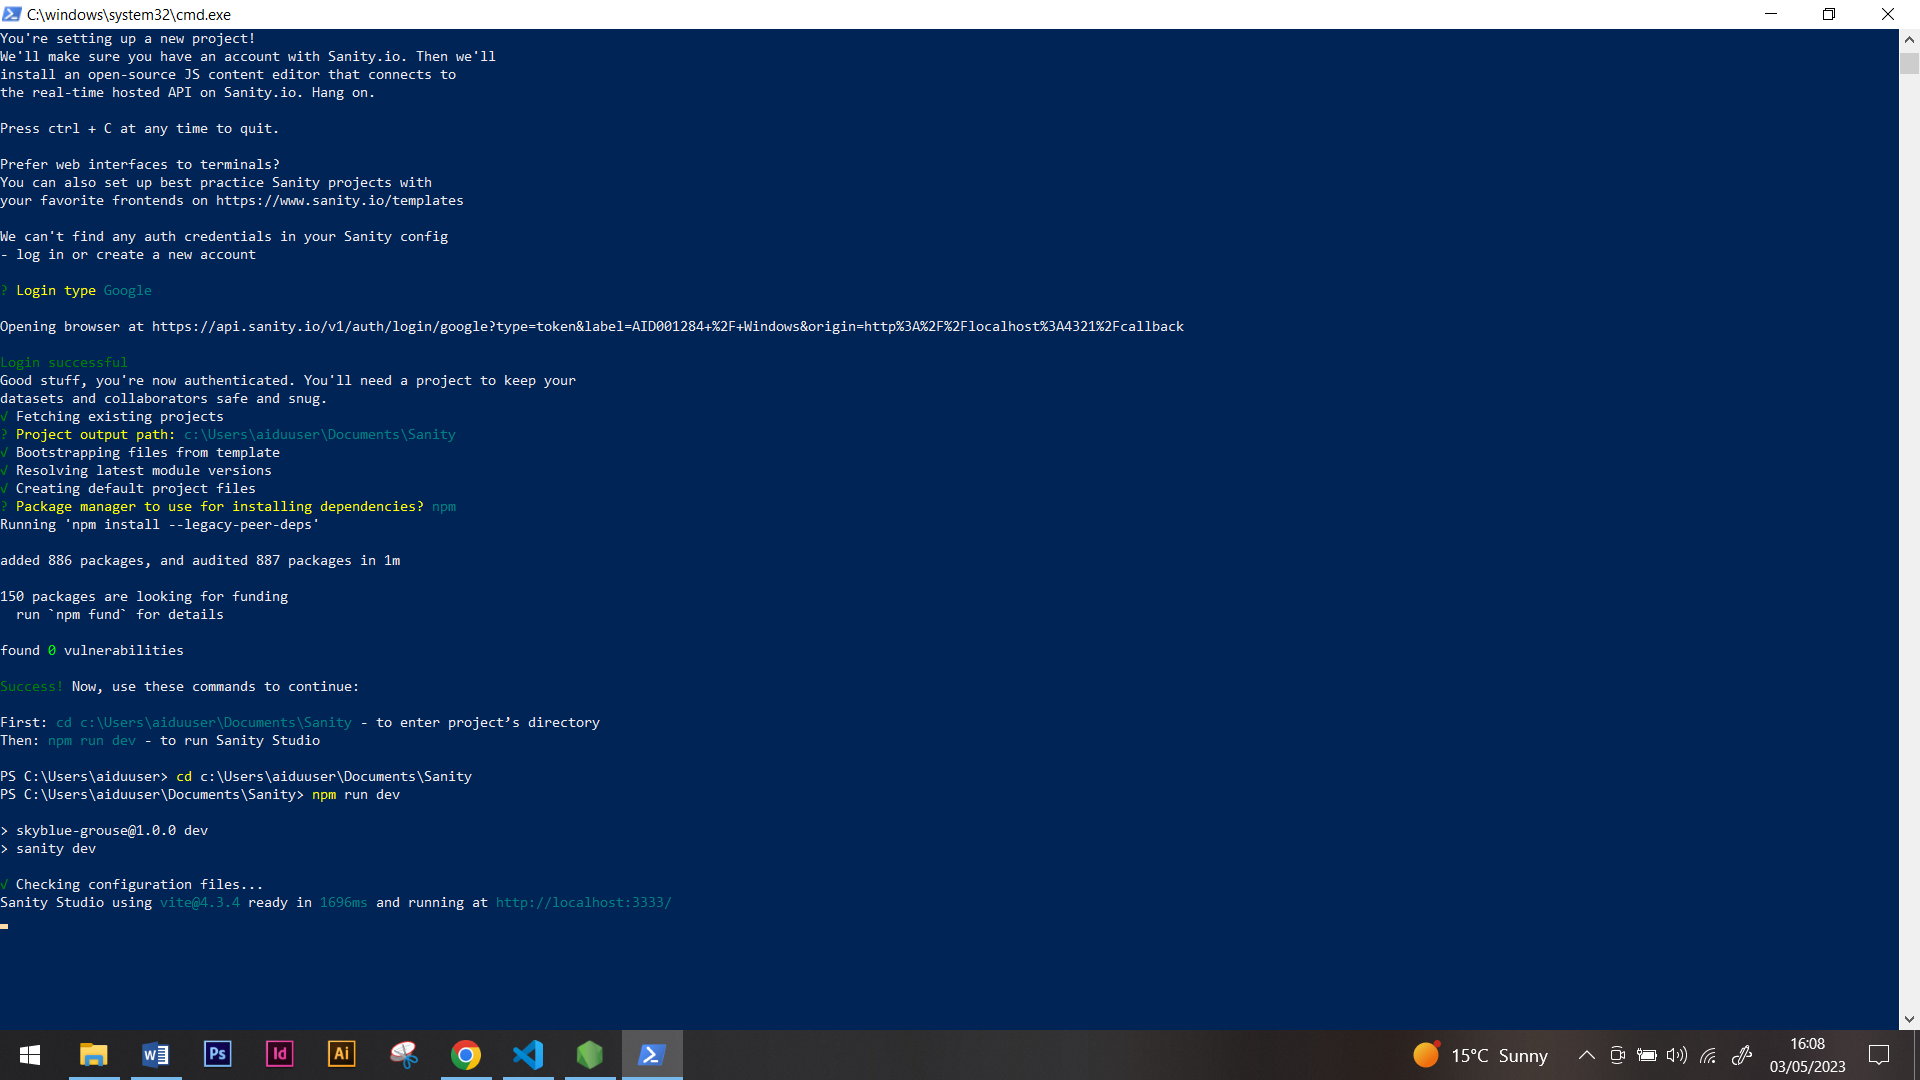 C:\windows\system32\cmd.exe
You're setting up a new project!
We'll make sure you have an account with Sanity.io. Then we'll
install an open-source JS content editor that connects to
the real-time hosted API on Sanity.io. Hang on.
Press ctrl + C at any time to quit.
Prefer web interfaces to terminals?
You can also set up best practice Sanity projects with
your favorite frontends on https://www.sanity.io/templates
We can't find any auth credentials in your Sanity config
- log in or create a new account
? Login type Google
Opening browser at https://api.sanity.io/v1/auth/login/google?type=token&label=AID001284+%2F+Windows&origin=http%3A%2F%2Flocalhost%3A4321%2Fcallback
Login successful
Good stuff, you're now authenticated. You'll need a project to keep your
datasets and collaborators safe and snug.
√ Fetching existing projects
? Project output path: c:\Users\aiduuser\Documents\Sanity
√ Bootstrapping files from template
√ Resolving latest module versions
√ Creating default project files
? Package manager to use for installing dependencies? npm
Running 'npm install --legacy-peer-deps'
added 886 packages, and audited 887 packages in 1m
150 packages are looking for funding
  run `npm fund` for details
found 0 vulnerabilities
Success! Now, use these commands to continue:
First: cd c:\Users\aiduuser\Documents\Sanity - to enter project’s directory
Then: npm run dev - to run Sanity Studio
PS C:\Users\aiduuser> cd c:\Users\aiduuser\Documents\Sanity
PS C:\Users\aiduuser\Documents\Sanity> npm run dev
> skyblue-grouse@1.0.0 dev
> sanity dev
√ Checking configuration files...
Sanity Studio using vite@4.3.4 ready in 1696ms and running at http://localhost:3333/
W Ps Id Ai
15°C Sunny
16:08
03/05/2023